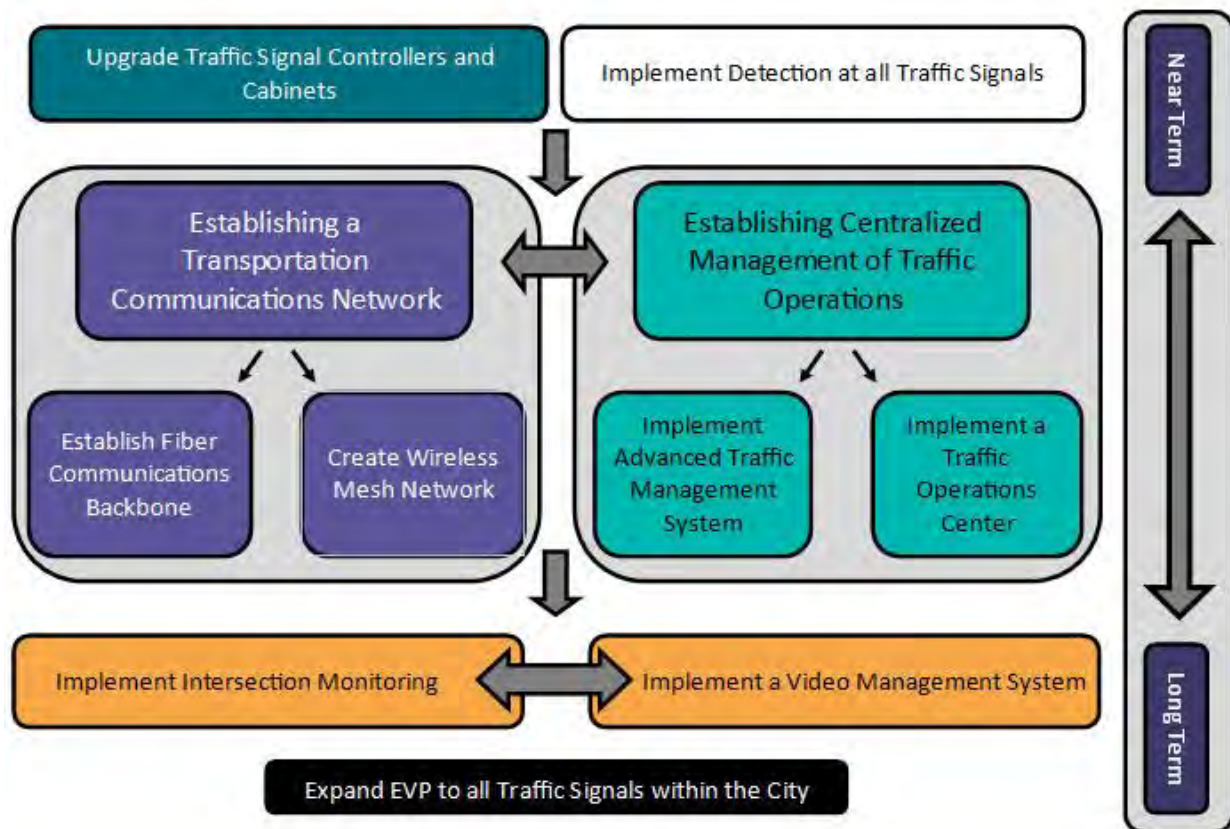 Upgrade Traffic Signal Controllers and
Cabinets
Implement Detection at all Traffic Signals
Near Term
Establishing a
Transportation
Communications Network
Establishing Centralized
Management of Traffic
Operations
Establish Fiber
Communications
Backbone
Create Wireless
Mesh Network
Implement
Advanced Traffic
Management
System
Implement a
Traffic
Operations
Center
Implement Intersection Monitoring
Implement a Video Management System
Long Term
Expand EVP to all Traffic Signals within the City